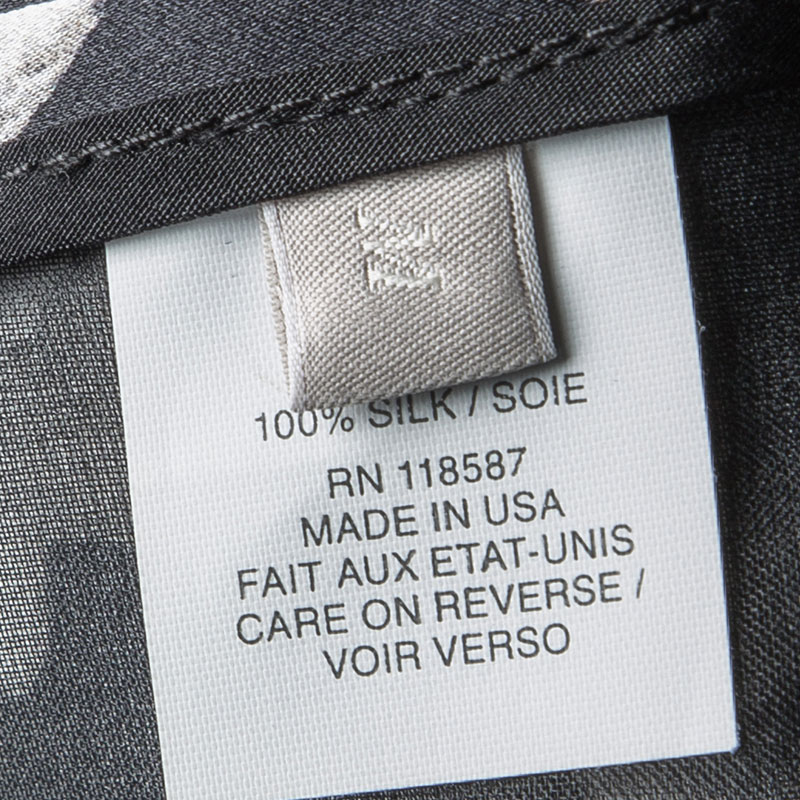 100% SILK / SOIE
RN 118587
MADE IN USA
FAIT AUX ETAT-UNIS
CARE ON REVERSE /
VOIR VERSO